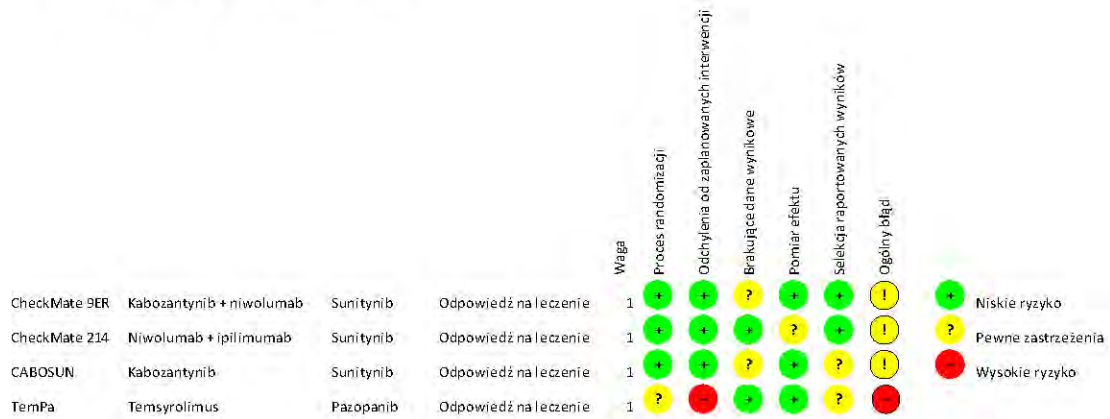 Waga
Proces randomizacji
Odchylenia od zaplanowanych interwencji
Brakujące dane wynikowe
Pomiar efektu
Selekcja raportowanych wyników
Ogólny błądi
CheckMate 9ER Kabozantynib + niwolumab Sunitynib Odpowiedź na leczenie 1 + + ? + + ! + Niskie ryzyko
CheckMate 214 Niwolumab + ipilimumab Sunitynib Odpowiedź na leczenie 1 + + + ? + ! ? Pewne zastrzeżenia
CABOSUN Kabozantynib Sunitynib Odpowiedź na leczenie 1 + + ? + ? ! − Wysokie ryzyko
TemPa Temsyrolimus Pazopanib Odpowiedź na leczenie 1 ? − + + ? −